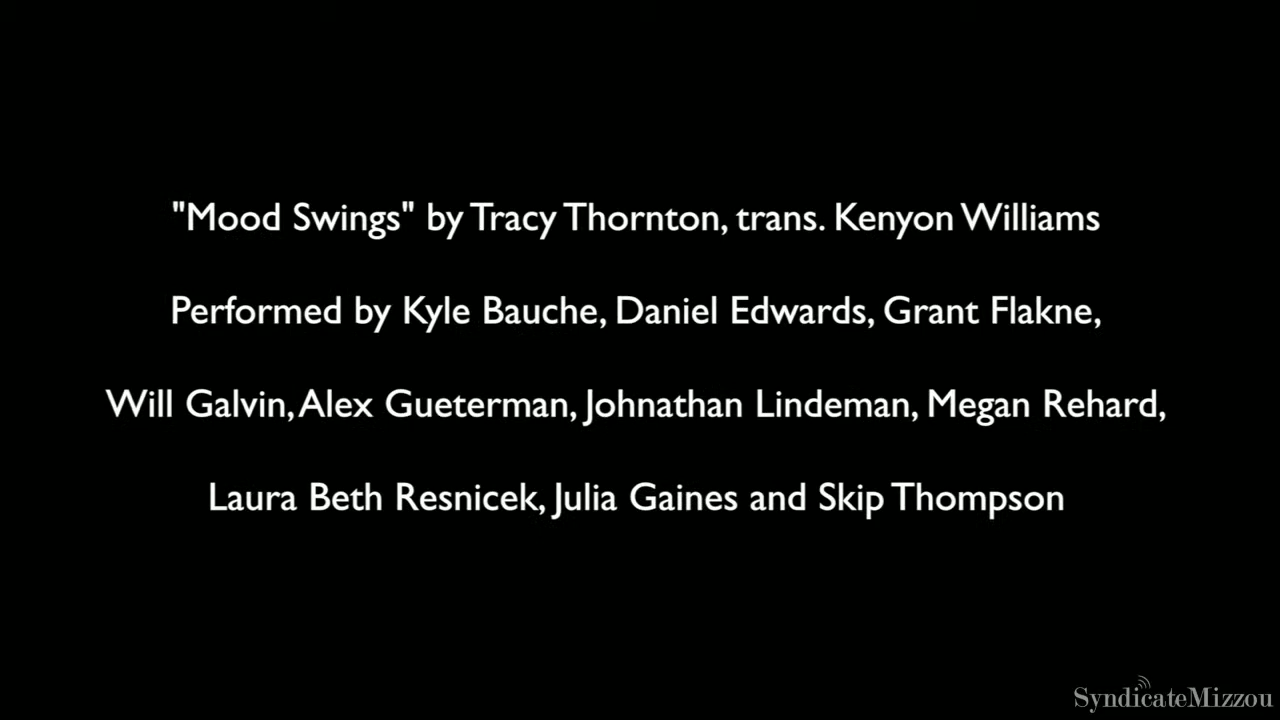 "Mood Swings" by Tracy Thornton, trans. Kenyon Williams
Performed by Kyle Bauche, Daniel Edwards, Grant Flakne,
Will Galvin, Alex Gueterman, Johnathan Lindeman, Megan Rehard,
Laura Beth Resnicek, Julia Gaines and Skip Thompson
SyndicateMizzou